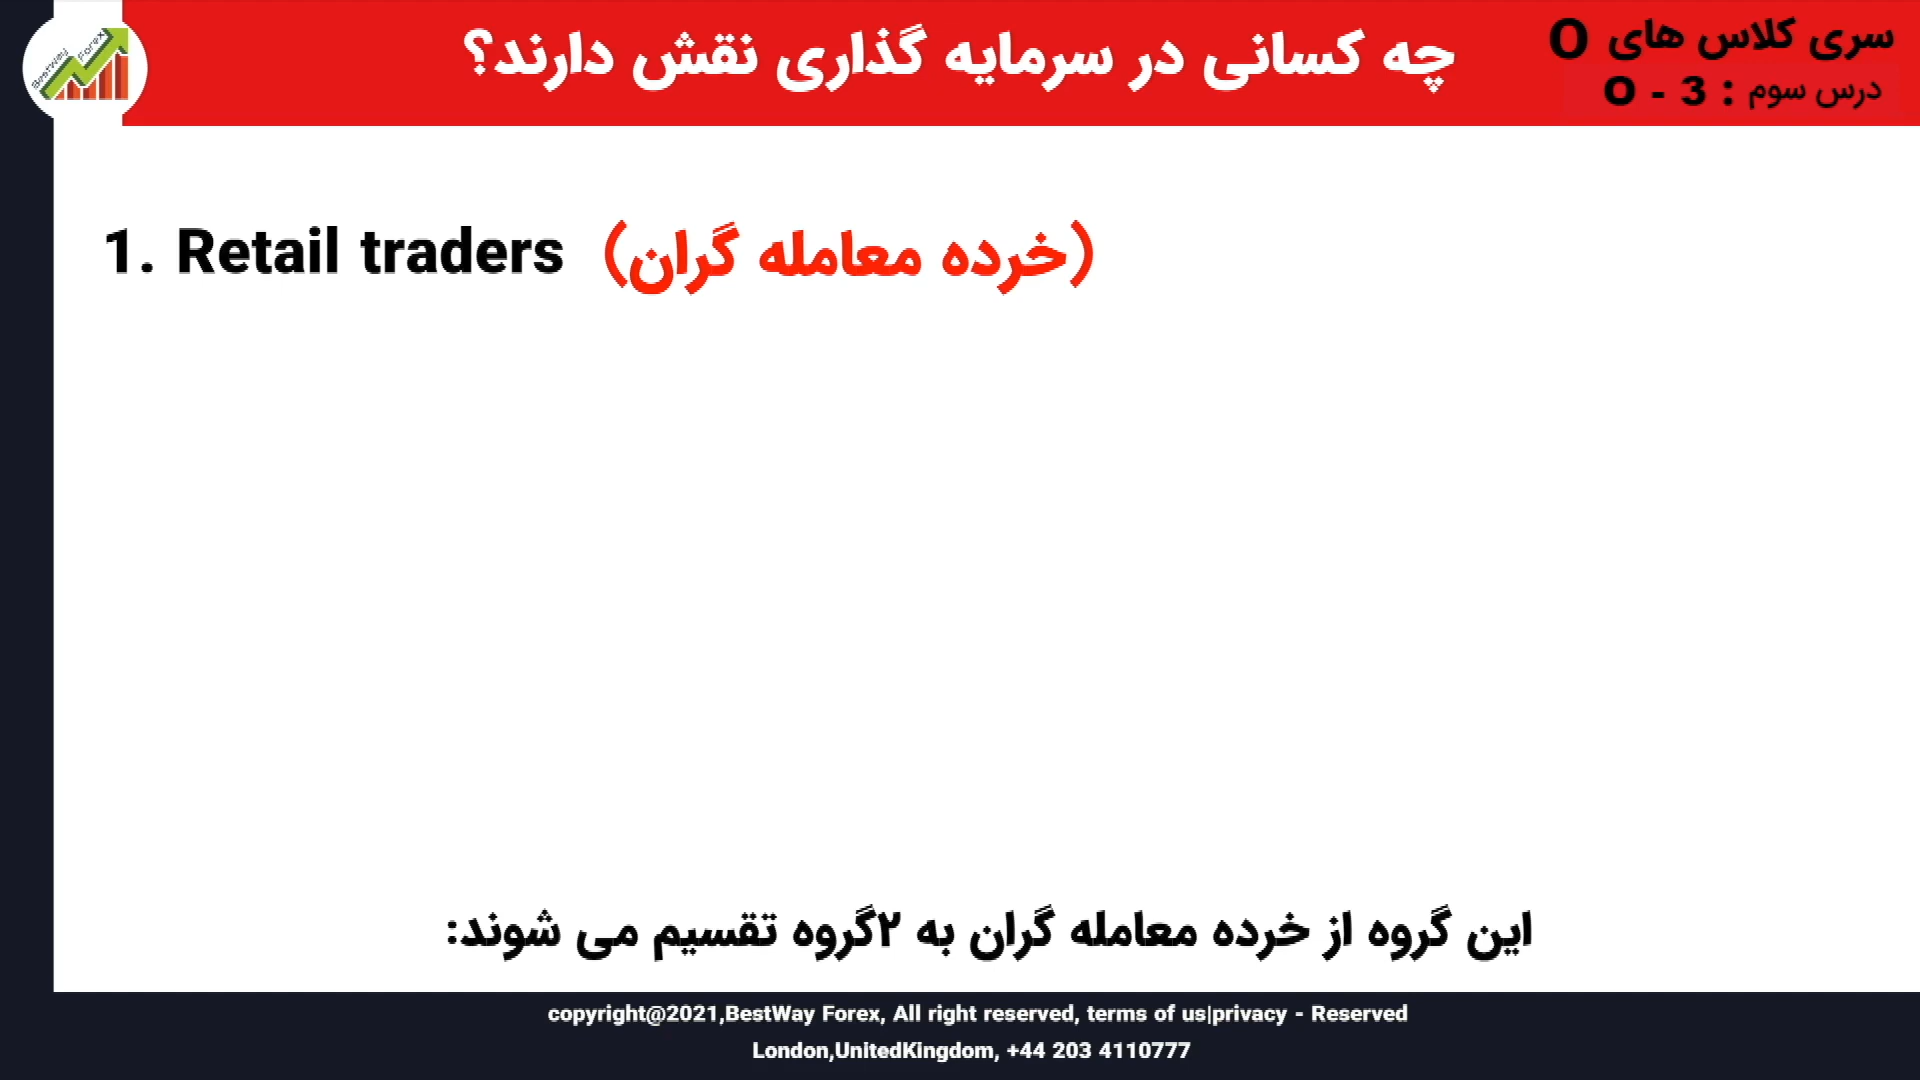 سری کلاس های O
درس سوم : O - 3
چه کسانی در سرمایه گذاری نقش دارند؟
BestWay Forex
1. Retail traders (خرده معامله گران)
این گروه از خرده معامله گران به ۲گروه تقسیم می شوند:
copyright@2021,BestWay Forex, All right reserved, terms of us|privacy - Reserved
London,UnitedKingdom, +44 203 4110777